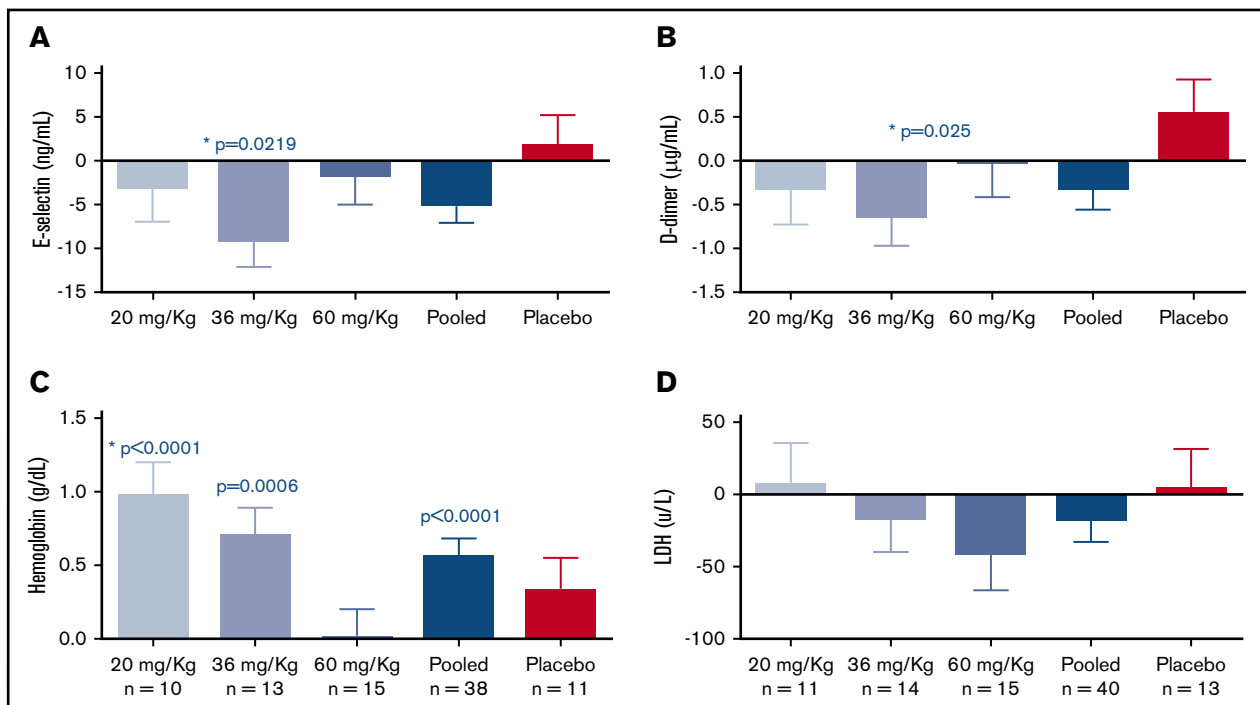 A
E-selectin (ng/mL)
10
5
0
-5
-10
-15
* p=0.0219
20 mg/Kg
36 mg/Kg
60 mg/Kg
Pooled
Placebo
B
D-dimer (µg/mL)
1.0
0.5
0.0
-0.5
-1.0
-1.5
* p=0.025
20 mg/Kg
36 mg/Kg
60 mg/Kg
Pooled
Placebo
C
Hemoglobin (g/dL)
1.5
1.0
0.5
0.0
* p<0.0001
p=0.0006
p<0.0001
20 mg/Kg
n = 10
36 mg/Kg
n = 13
60 mg/Kg
n = 15
Pooled
n = 38
Placebo
n = 11
D
LDH (u/L)
50
0
-50
-100
20 mg/Kg
n = 11
36 mg/Kg
n = 14
60 mg/Kg
n = 15
Pooled
n = 40
Placebo
n = 13